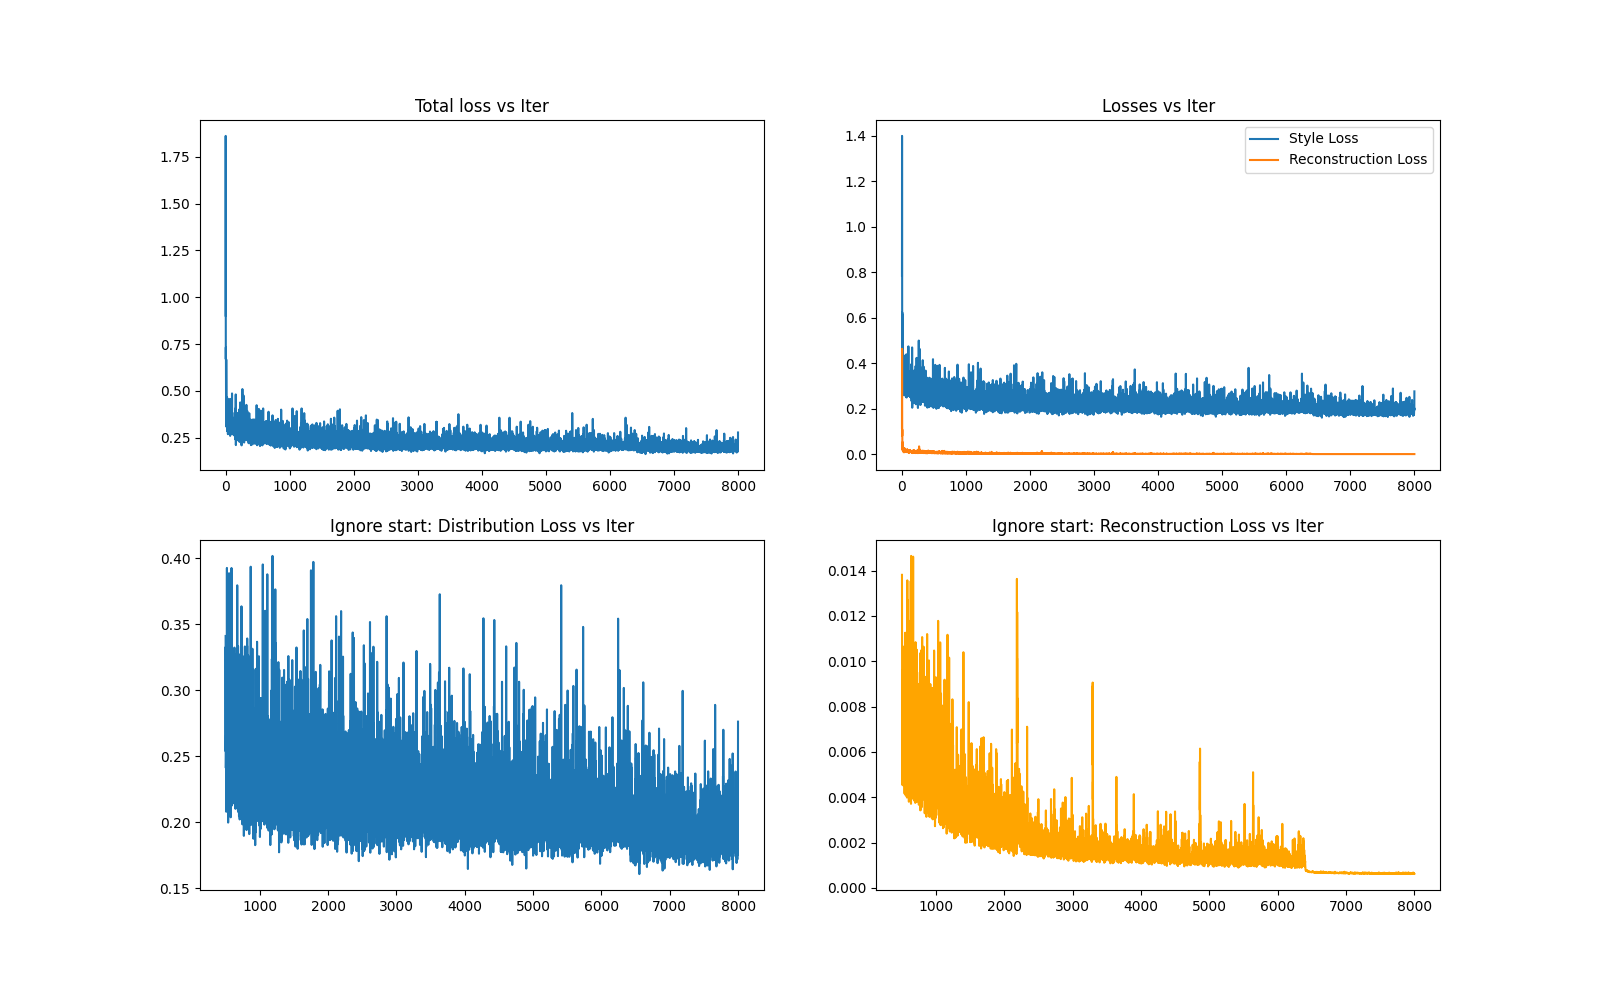 Total loss vs Iter
1.75
1.50
1.25
1.00
0.75
0.50
0.25
0 1000 2000 3000 4000 5000 6000 7000 8000
Losses vs Iter
Style Loss
Reconstruction Loss
1.4
1.2
1.0
0.8
0.6
0.4
0.2
0.0
0 1000 2000 3000 4000 5000 6000 7000 8000
Ignore start: Distribution Loss vs Iter
0.40
0.35
0.30
0.25
0.20
0.15
1000 2000 3000 4000 5000 6000 7000 8000
Ignore start: Reconstruction Loss vs Iter
0.014
0.012
0.010
0.008
0.006
0.004
0.002
0.000
1000 2000 3000 4000 5000 6000 7000 8000